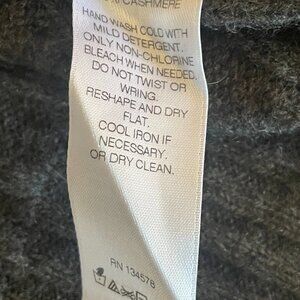 CASHMERE
HAND WASH COLD WITH
MILD DETERGENT.
ONLY NON-CHLORINE
BLEACH WHEN NEEDED.
DO NOT TWIST OR
WRING.
RESHAPE AND DRY
FLAT.
COOL IRON IF
NECESSARY.
OR DRY CLEAN.
RN 134578